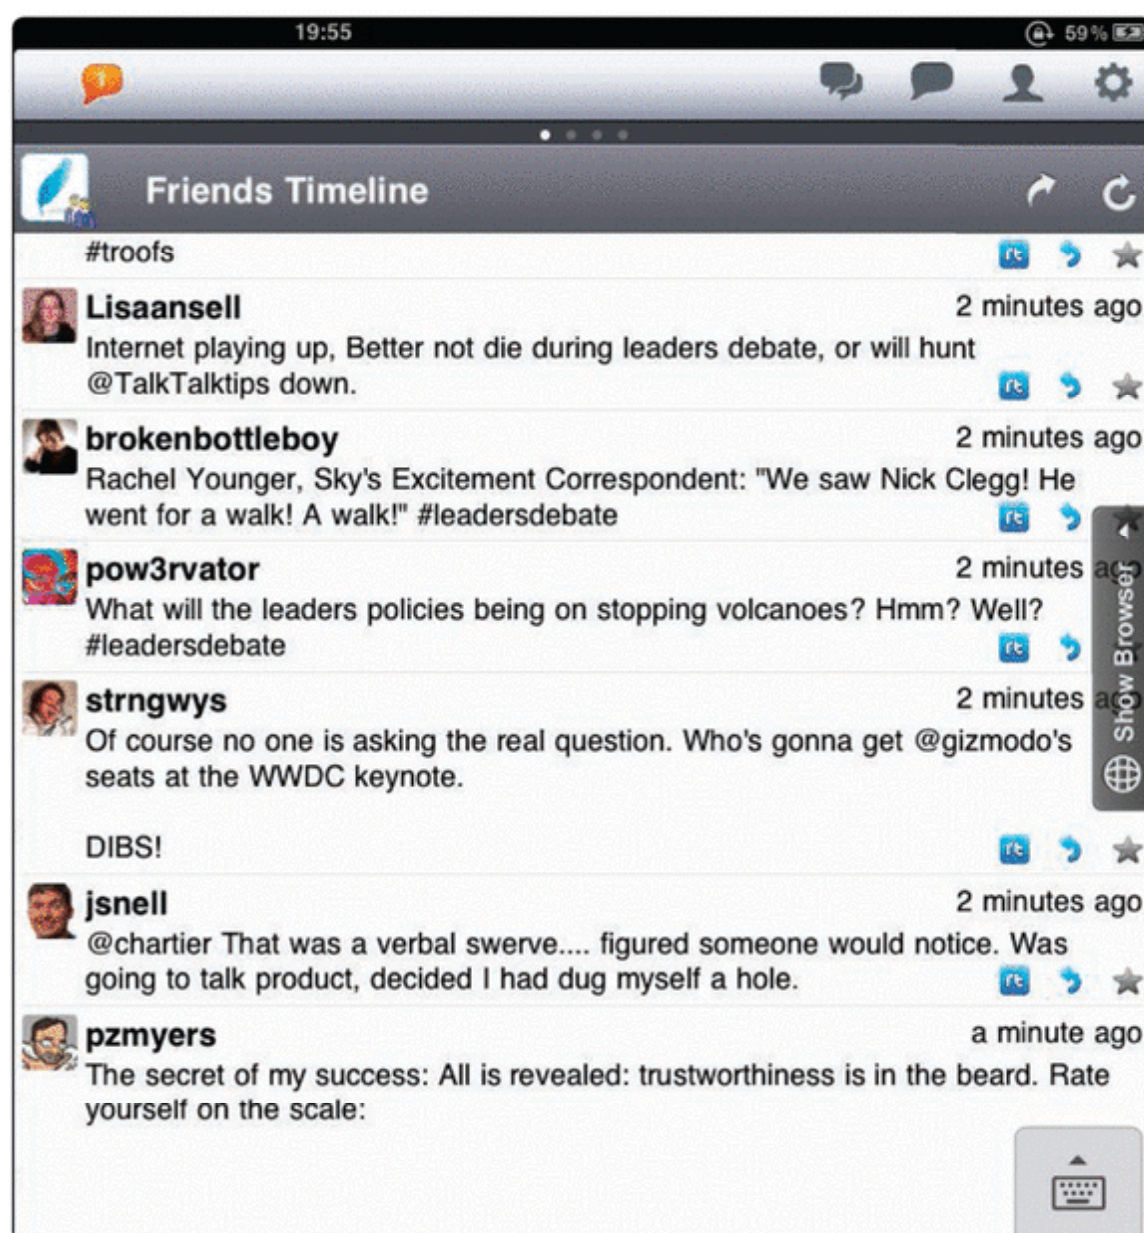 19:55
59%
Friends Timeline
#troofs
Lisaansell
2 minutes ago
Internet playing up, Better not die during leaders debate, or will hunt
@TalkTalktips down.
brokenbottleboy
2 minutes ago
Rachel Younger, Sky's Excitement Correspondent: "We saw Nick Clegg! He
went for a walk! A walk!" #leadersdebate
pow3rvator
2 minutes ago
What will the leaders policies being on stopping volcanoes? Hmm? Well?
#leadersdebate
Show Browser
strngwys
2 minutes ago
Of course no one is asking the real question. Who's gonna get @gizmodo's
seats at the WWDC keynote.
DIBS!
jsnell
2 minutes ago
@chartier That was a verbal swerve.... figured someone would notice. Was
going to talk product, decided I had dug myself a hole.
pzmyers
a minute ago
The secret of my success: All is revealed: trustworthiness is in the beard. Rate
yourself on the scale: